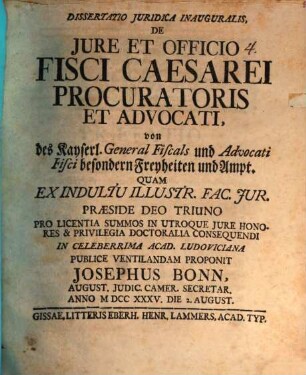 DISSERTATIO JURIDICA INAUGURALIS,
DE
JURE ET OFFICIO 4.
FISCI CAESAREI
PROCURATORIS
ET ADVOCATI,
von
des Kayserl. General Fiscals und Advocati
Fisci besondern Freyheiten und Ampt.
QUAM
EX INDULTU ILLUSTR. FAC. JUR.
PRÆSIDE DEO TRIUNO
PRO LICENTIA SUMMOS IN UTROQUE JURE HONO-
RES & PRIVILEGIA DOCTORALIA CONSEQUENDI
IN CELEBERRIMA ACAD. LUDOVICIANA
PUBLICE VENTILANDAM PROPONIT
JOSEPHUS BONN,
AUGUST. JUDIC. CAMER. SECRETAR.
ANNO M DCC XXXV. DIE 2. AUGUST.
GISSAE, LITTERIS EBERH. HENR. LAMMERS, ACAD. TYP.